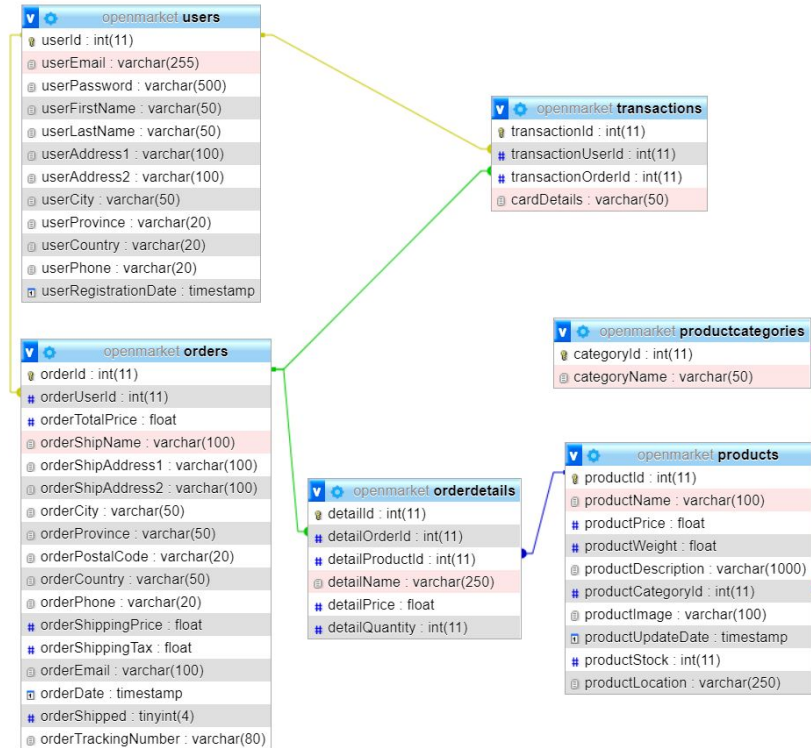 openmarket users
userId : int(11)
userEmail : varchar(255)
userPassword : varchar(500)
userFirstName : varchar(50)
userLastName : varchar(50)
userAddress1 : varchar(100)
userAddress2 : varchar(100)
userCity : varchar(50)
userProvince : varchar(20)
userCountry : varchar(20)
userPhone : varchar(20)
userRegistrationDate : timestamp
openmarket transactions
transactionId : int(11)
# transactionUserId : int(11)
# transactionOrderId : int(11)
cardDetails : varchar(50)
openmarket productcategories
categoryId : int(11)
categoryName : varchar(50)
openmarket orders
orderId : int(11)
# orderUserId : int(11)
# orderTotalPrice : float
orderShipName : varchar(100)
orderShipAddress1 : varchar(100)
orderShipAddress2 : varchar(100)
orderCity : varchar(50)
orderProvince : varchar(50)
orderPostalCode : varchar(20)
orderCountry : varchar(50)
orderPhone : varchar(20)
# orderShippingPrice : float
# orderShippingTax : float
orderEmail : varchar(100)
orderDate : timestamp
# orderShipped : tinyint(4)
orderTrackingNumber : varchar(80)
openmarket orderdetails
detailId : int(11)
# detailOrderId : int(11)
# detailProductId : int(11)
detailName : varchar(250)
# detailPrice : float
# detailQuantity : int(11)
openmarket products
productId : int(11)
productName : varchar(100)
# productPrice : float
# productWeight : float
productDescription : varchar(1000)
# productCategoryId : int(11)
productImage : varchar(100)
productUpdateDate : timestamp
# productStock : int(11)
productLocation : varchar(250)